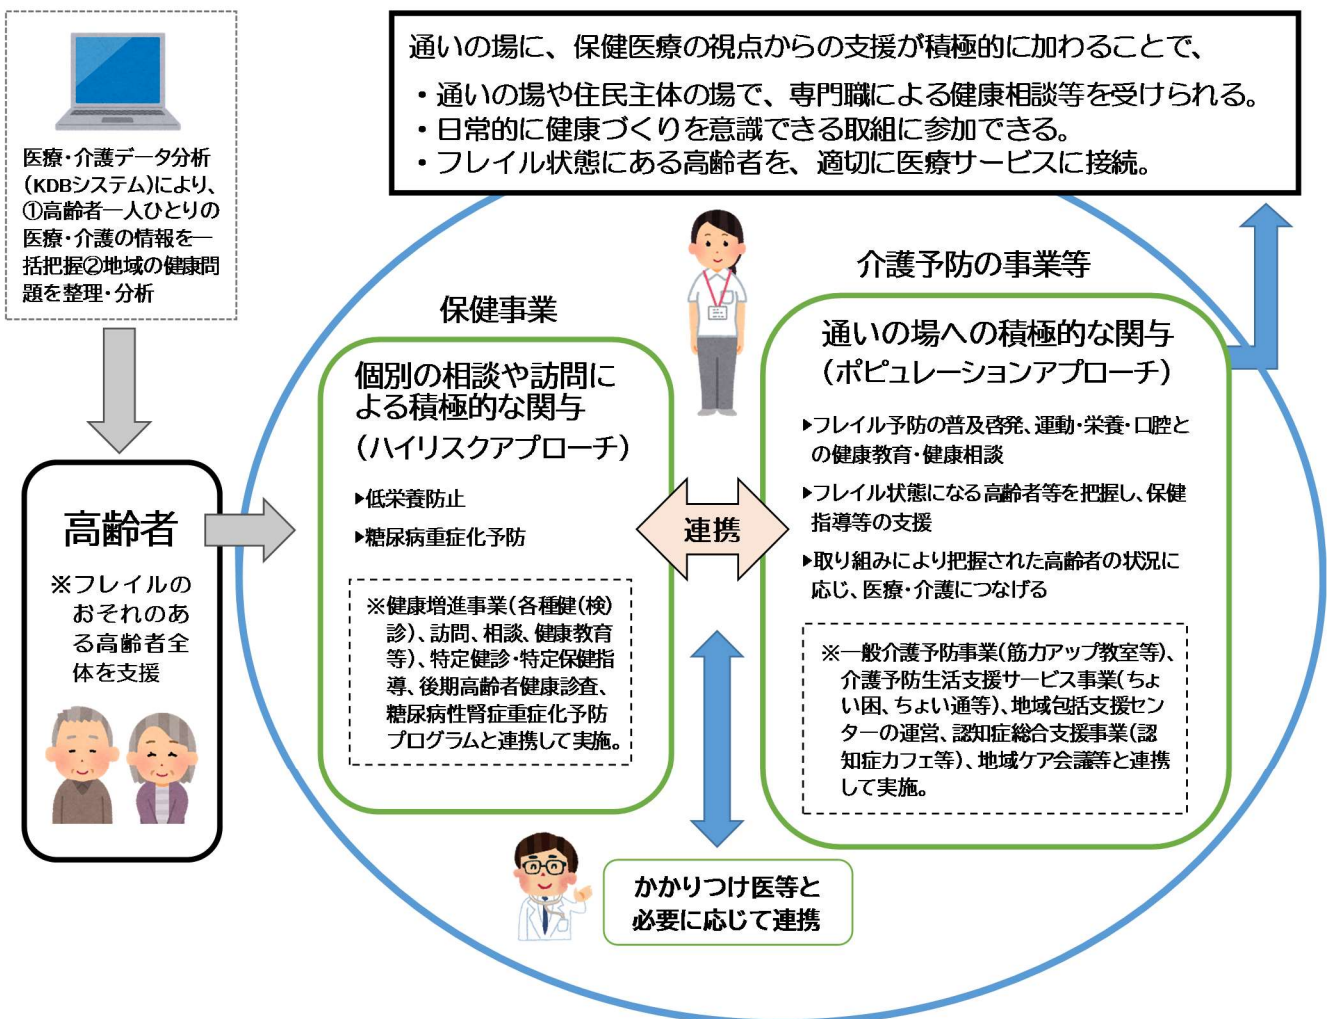 医療・介護データ分析
(KDBシステム)により、
①高齢者一人ひとりの
医療・介護の情報を一
括把握②地域の健康問
題を整理・分析
高齢者
※フレイルの
おそれのあ
る高齢者全
体を支援
通いの場に、保健医療の視点からの支援が積極的に加わることで、
・通いの場や住民主体の場で、専門職による健康相談等を受けられる。
・日常的に健康づくりを意識できる取組に参加できる。
・フレイル状態にある高齢者を、適切に医療サービスに接続。
保健事業
個別の相談や訪問に
よる積極的な関与
(ハイリスクアプローチ)
▶低栄養防止
▶糖尿病重症化予防
※健康増進事業(各種健(検)
診)、訪問、相談、健康教育
等)、特定健診・特定保健指
導、後期高齢者健康診査、
糖尿病性腎症重症化予防
プログラムと連携して実施。
連携
介護予防の事業等
通いの場への積極的な関与
(ポピュレーションアプローチ)
▶フレイル予防の普及啓発、運動・栄養・口腔と
の健康教育・健康相談
▶フレイル状態になる高齢者等を把握し、保健
指導等の支援
▶取り組みにより把握された高齢者の状況に
応じ、医療・介護につなげる
※一般介護予防事業(筋力アップ教室等)、
介護予防生活支援サービス事業(ちょ
い困、ちょい通等)、地域包括支援セン
ターの運営、認知症総合支援事業(認
知症カフェ等)、地域ケア会議等と連携
して実施。
かかりつけ医等と
必要に応じて連携